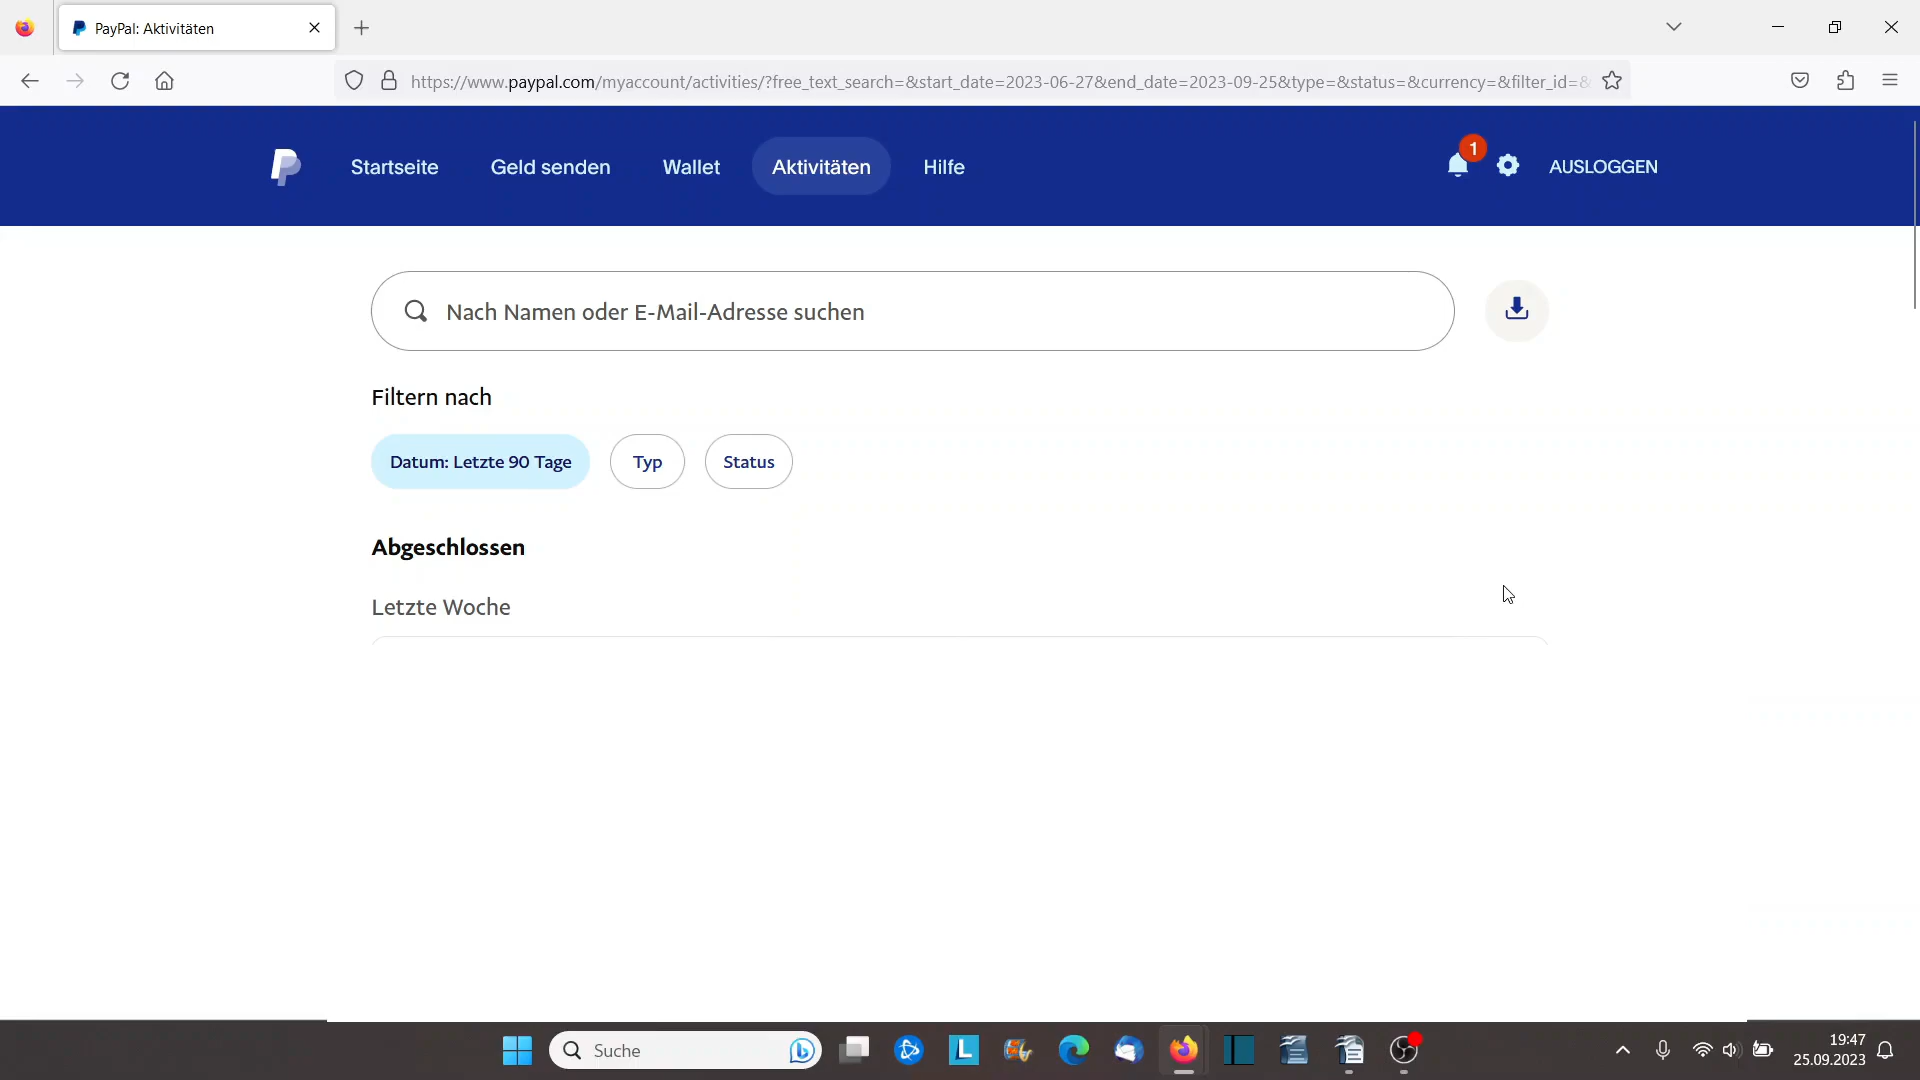 PayPal: Aktivitäten
https://www.paypal.com/myaccount/activities/?free_text_search=&start_date=2023-06-27&end_date=2023-09-25&type=&status=&currency=&filter_id=&
Startseite
Geld senden
Wallet
Aktivitäten
Hilfe
1
AUSLOGGEN
Nach Namen oder E-Mail-Adresse suchen
Filtern nach
Datum: Letzte 90 Tage
Typ
Status
Abgeschlossen
Letzte Woche
Suche
L
19:47
25.09.2023